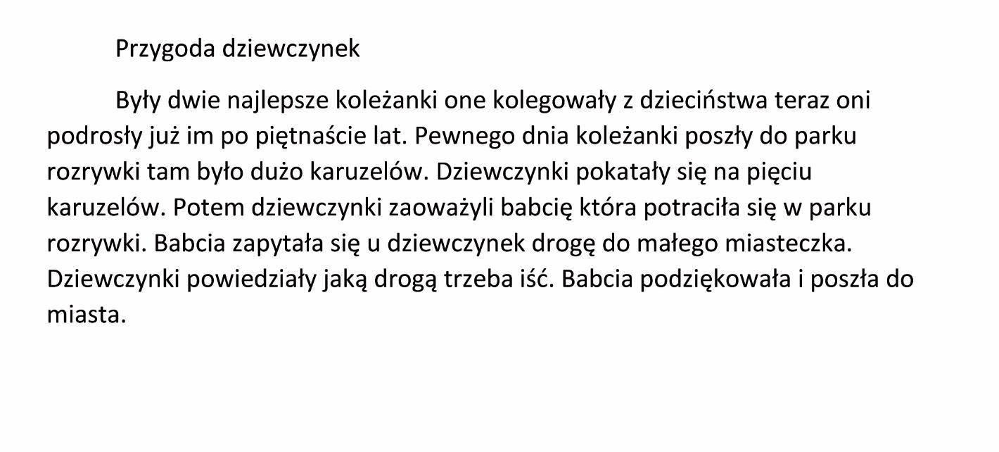 Przygoda dziewczynek
Były dwie najlepsze koleżanki one kolegowały z dzieciństwa teraz oni
podrosły już im po piętnaście lat. Pewnego dnia koleżanki poszły do parku
rozrywki tam było dużo karuzelów. Dziewczynki pokatały się na pięciu
karuzelów. Potem dziewczynki zaoważyli babcię która potraciła się w parku
rozrywki. Babcia zapytała się u dziewczynek drogę do małego miasteczka.
Dziewczynki powiedziały jaką drogą trzeba iść. Babcia podziękowała i poszła do
miasta.